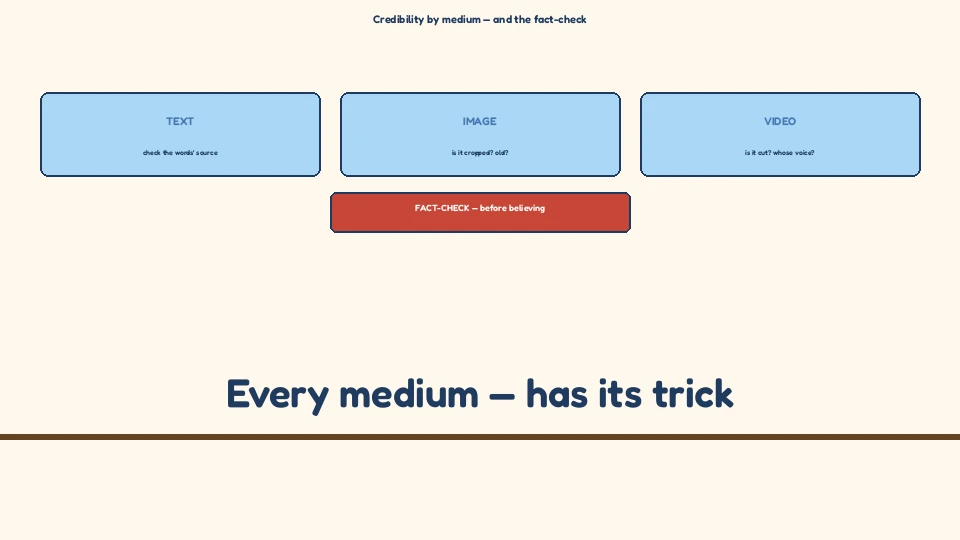 Credibility by medium — and the fact-check
TEXT
check the words' source
IMAGE
is it cropped? old?
VIDEO
is it cut? whose voice?
FACT-CHECK — before believing
Every medium — has its trick